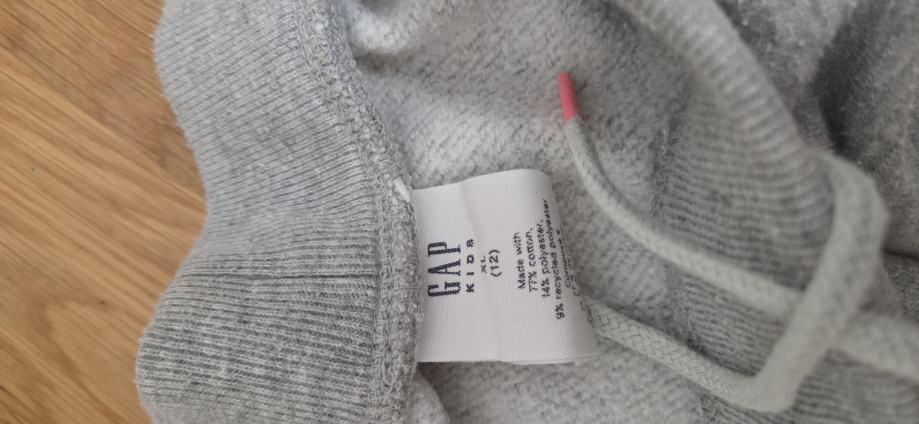 GAP
KIDS
XL
(12)
Made with
77% cotton,
14% polyester,
9% recycled polyester